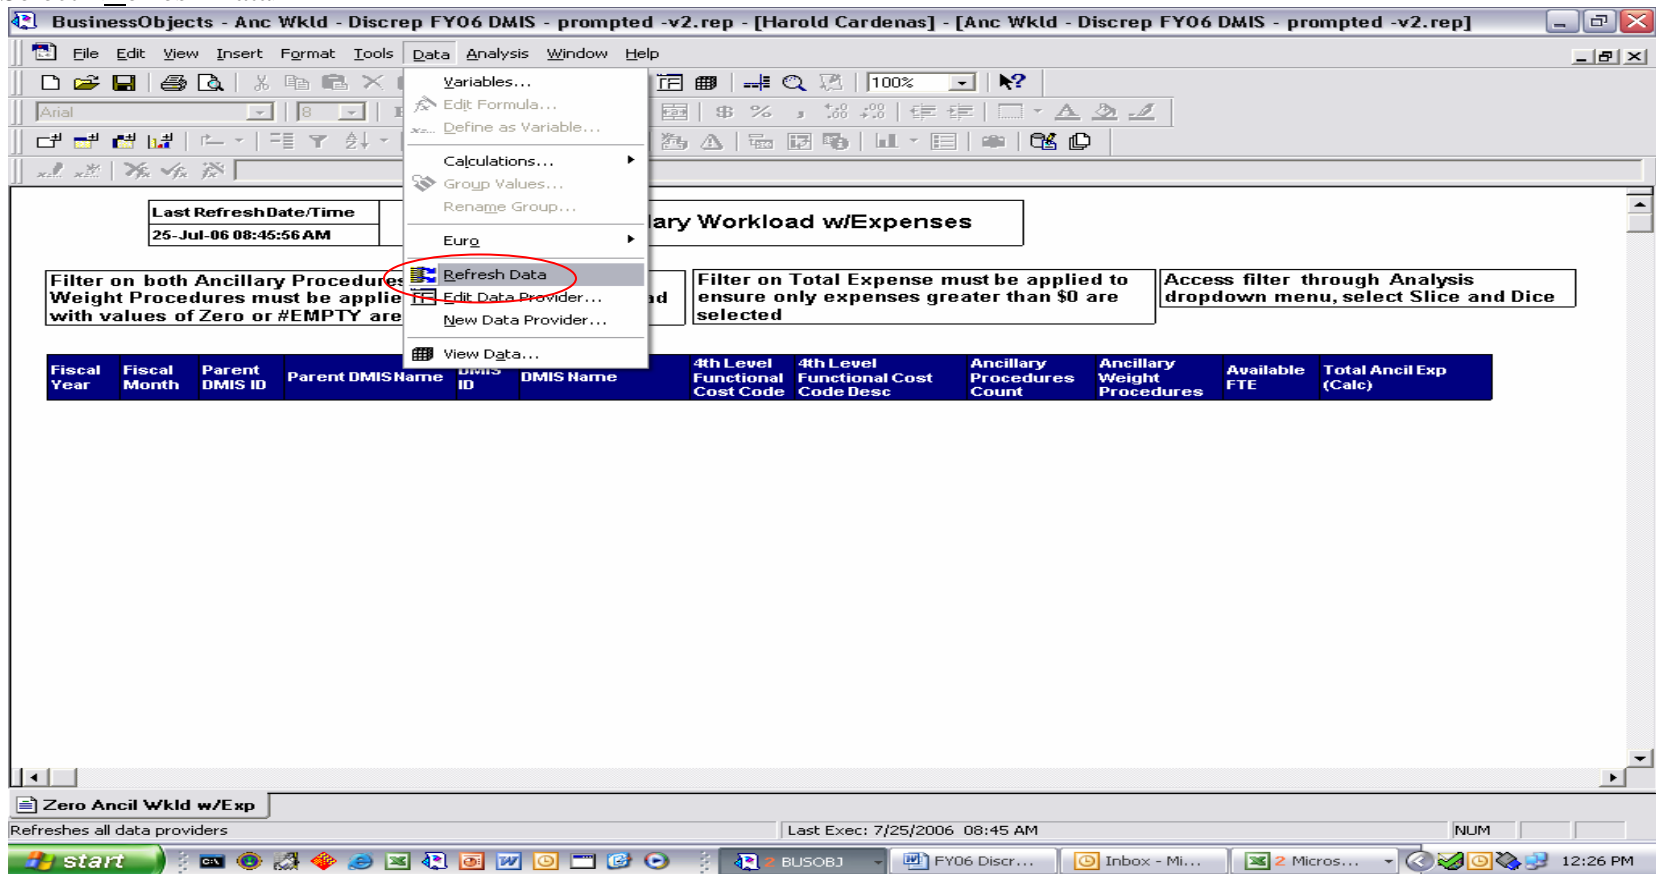 BusinessObjects - Anc Wkld - Discrep FY06 DMIS - prompted -v2.rep - [Harold Cardenas] - [Anc Wkld - Discrep FY06 DMIS - prompted -v2.rep]
File Edit View Insert Format Tools Data Analysis Window Help
100%
Arial 8
Variables...
Edit Formula...
Define as Variable...
Calculations...
Group Values...
Rename Group...
Euro
Refresh Data
Edit Data Provider...
New Data Provider...
View Data...
Last Refresh Date/Time
25-Jul-06 08:45:56 AM
Workload w/Expenses
Filter on both Ancillary Procedures
Weight Procedures must be
with values of Zero or #EMPTY are
Filter on Total Expense must be applied to
ensure only expenses greater than $0 are
selected
Access filter through Analysis
dropdown menu, select Slice and Dice
Fiscal Year
Fiscal Month
Parent DMIS ID
Parent DMIS Name
DMIS ID
DMIS Name
4th Level Functional Cost Code
4th Level Functional Cost Code Desc
Ancillary Procedures Count
Ancillary Weight Procedures
Available FTE
Total Ancil Exp (Calc)
Zero Ancil Wkld w/Exp
Refreshes all data providers
Last Exec: 7/25/2006 08:45 AM
NUM
start
2 BUSOBJ
FY06 Discr...
Inbox - Mi...
2 Micros...
12:26 PM